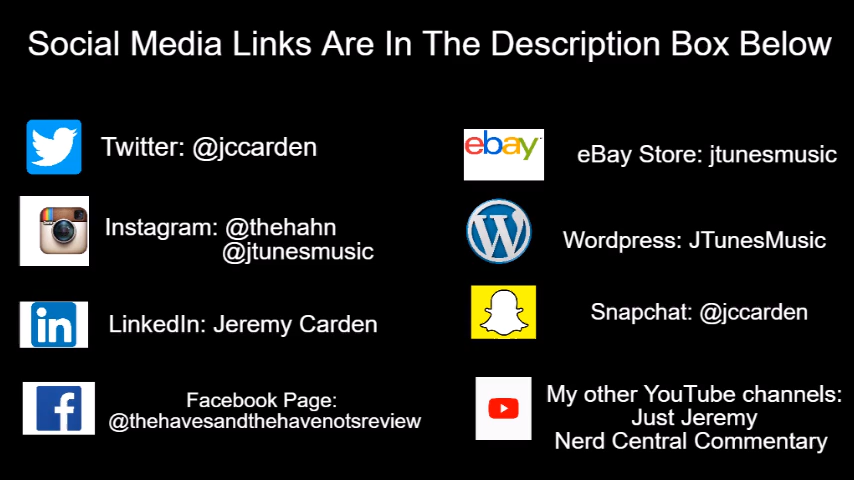 Social Media Links Are In The Description Box Below
Twitter: @jccarden
Instagram: @thehahn
@jtunesmusic
in LinkedIn: Jeremy Carden
f Facebook Page:
@thehavesandthehavenotsreview
ebay eBay Store: jtunesmusic
W Wordpress: JTunesMusic
Snapchat: @jccarden
My other YouTube channels:
Just Jeremy
Nerd Central Commentary